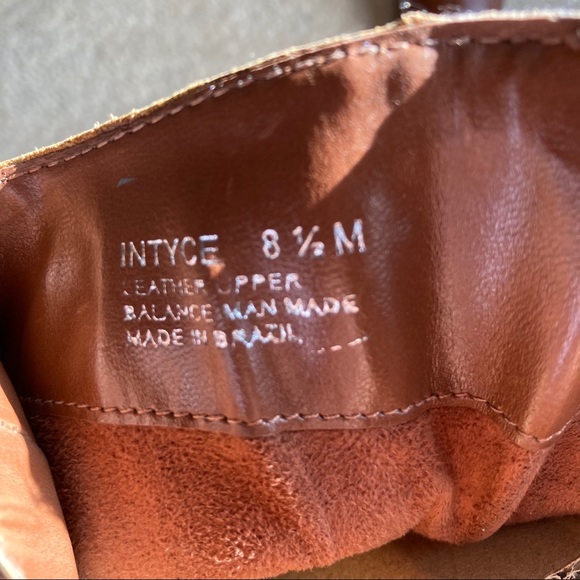 INTYCE 8 ½ M
LEATHER UPPER
BALANCE MAN MADE
MADE IN BRAZIL